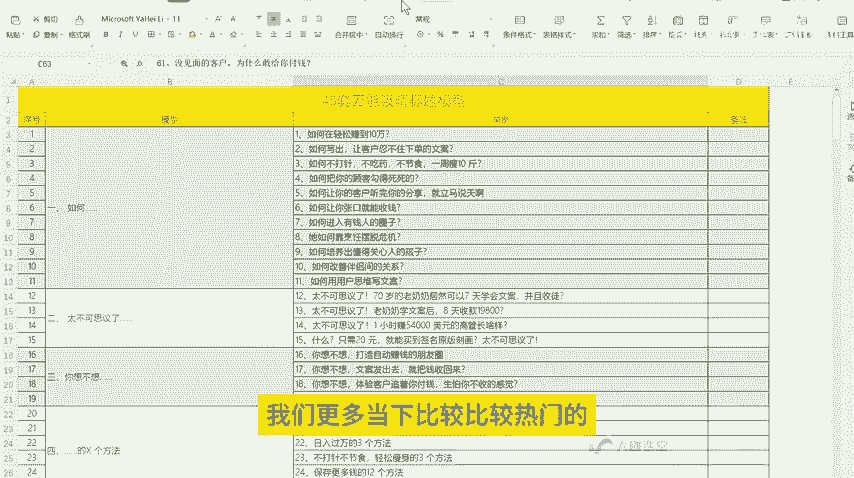 剪切
Microsoft YaHei Li - 11
常规
粘贴 复制 格式刷
B I U
合并居中 自动换行
条件格式 表格样式
求和 筛选 排序
C63
61、没见面的客户，为什么敢给你付钱？
A B C D E
序号 模型 备注
1 1、如何在轻松赚到10万？
2 2、如何写出，让客户忍不住下单的文案？
3 3、如何不打针，不吃药，不节食，一周瘦10 斤？
4 4、如何把你的顾客勾得死死的？
5 5、如何让你的客户听完你的分享，就立马说天啊
6 一、 如何…… 6、如何让你张口就能收钱？
7 7、如何进入有钱人的圈子？
8 8、她如何靠烹饪摆脱危机？
9 9、如何培养出懂得关心人的孩子？
10 10、如何改善伴侣间的关系？
11 11、如何用用户思维写文案？
12 12、太不可思议了！70 岁的老奶奶居然可以7 天学会文案，并且收徒？
13 二、 太不可思议了…… 13、太不可思议了！老奶奶学文案后，8 天收款19800？
14 14、太不可思议了！1 小时赚54000 美元的高管长啥样？
15 15、什么？只需20 元，就能买到签名原版刻画？太不可思议了！
16 16、你想不想，打造自动赚钱的朋友圈
17 三、你想不想…… 17、你想不想，文案发出去，就把钱收回来？
18 18、你想不想，体验客户追着你付钱，生怕你不收的感觉？
19
20
21
22 四、……的X 个方法 22、日入过万的3 个方法
23 23、不打针不节食，轻松瘦身的3 个方法
24 24、保存更多钱的12 个方法
我们更多当下比较比较热门的